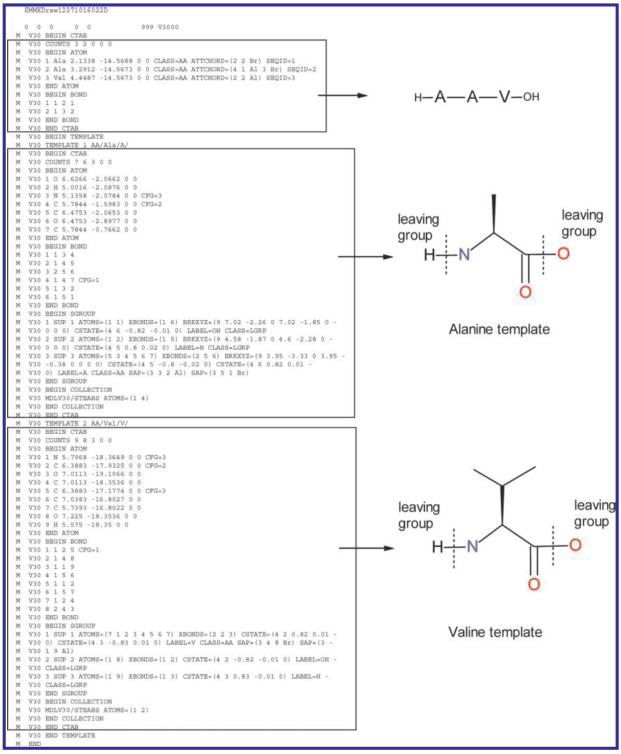 SMMXDraw12271016022D
0 0 0 0 0 999 V3000
M V30 BEGIN CTAB
M V30 COUNTS 3 2 0 0 0
M V30 BEGIN ATOM
M V30 1 Ala 2.1338 -14.5688 0 0 CLASS=AA ATTCHORD=(2 2 Br) SEQID=1
M V30 2 Ala 3.2912 -14.5673 0 0 CLASS=AA ATTCHORD=(4 1 Al 3 Br) SEQID=2
M V30 3 Val 4.4487 -14.5673 0 0 CLASS=AA ATTCHORD=(2 2 Al) SEQID=3
M V30 END ATOM
M V30 BEGIN BOND
M V30 1 1 2 1
M V30 2 1 3 2
M V30 END BOND
M V30 END CTAB
H–A–A–V–OH
M V30 BEGIN TEMPLATE
M V30 TEMPLATE 1 AA/Ala/A/
M V30 BEGIN CTAB
M V30 COUNTS 7 6 3 0 0
M V30 BEGIN ATOM
M V30 1 O 6.6266 -2.0662 0 0
M V30 2 H 5.0016 -2.0876 0 0
M V30 3 N 5.1358 -2.0784 0 0 CFG=3
M V30 4 C 5.7844 -1.5983 0 0 CFG=2
M V30 5 C 6.4753 -2.0653 0 0
M V30 6 O 6.4753 -2.8977 0 0
M V30 7 C 5.7844 -0.7662 0 0
M V30 END ATOM
M V30 BEGIN BOND
M V30 1 1 3 4
M V30 2 1 4 5
M V30 3 2 5 6
M V30 4 1 4 7 CFG=1
M V30 5 1 3 2
M V30 6 1 5 1
M V30 END BOND
M V30 BEGIN SGROUP
M V30 1 SUP 1 ATOMS=(1 1) XBONDS=(1 6) BRKXYZ=(9 7.02 -2.26 0 7.02 -1.85 0 -
M V30 0 0 0) CSTATE=(4 6 -0.82 -0.01 0) LABEL=OH CLASS=LGRP
M V30 2 SUP 2 ATOMS=(1 2) XBONDS=(1 5) BRKXYZ=(9 4.58 -1.87 0 4.6 -2.28 0 -
M V30 0 0 0) CSTATE=(4 5 0.8 0.02 0) LABEL=H CLASS=LGRP
M V30 3 SUP 3 ATOMS=(5 3 4 5 6 7) XBONDS=(2 5 6) BRKXYZ=(9 3.95 -3.33 0 3.95 -
M V30 -0.38 0 0 0 0) CSTATE=(4 5 -0.8 -0.02 0) CSTATE=(4 6 0.82 0.01 -
M V30 0) LABEL=A CLASS=AA SAP=(3 3 2 Al) SAP=(3 5 1 Br)
M V30 END SGROUP
M V30 BEGIN COLLECTION
M V30 MDLV30/STEABS ATOMS=(1 4)
M V30 END COLLECTION
M V30 END CTAB
leaving
group
leaving
group
H
N
O
O
Alanine template
M V30 TEMPLATE 2 AA/Val/V/
M V30 BEGIN CTAB
M V30 COUNTS 9 8 3 0 0
M V30 BEGIN ATOM
M V30 1 N 5.7968 -18.3649 0 0 CFG=3
M V30 2 C 6.3883 -17.9325 0 0 CFG=2
M V30 3 O 7.0113 -19.1066 0 0
M V30 4 C 7.0113 -18.3536 0 0
M V30 5 C 6.3883 -17.1774 0 0 CFG=3
M V30 6 C 7.0383 -16.8027 0 0
M V30 7 C 5.7393 -16.8022 0 0
M V30 8 O 7.225 -18.3536 0 0
M V30 9 H 5.575 -18.35 0 0
M V30 END ATOM
M V30 BEGIN BOND
M V30 1 1 2 5 CFG=1
M V30 2 1 4 8
M V30 3 1 1 9
M V30 4 1 5 6
M V30 5 1 1 2
M V30 6 1 5 7
M V30 7 1 2 4
M V30 8 2 4 3
M V30 END BOND
M V30 BEGIN SGROUP
M V30 1 SUP 1 ATOMS=(7 1 2 3 4 5 6 7) XBONDS=(2 2 3) CSTATE=(4 2 0.82 0.01 -
M V30 0) CSTATE=(4 3 -0.83 0.01 0) LABEL=V CLASS=AA SAP=(3 4 8 Br) SAP=(3 -
M V30 1 9 Al)
M V30 2 SUP 2 ATOMS=(1 8) XBONDS=(1 2) CSTATE=(4 2 -0.82 -0.01 0) LABEL=OH -
M V30 CLASS=LGRP
M V30 3 SUP 3 ATOMS=(1 9) XBONDS=(1 3) CSTATE=(4 3 0.83 -0.01 0) LABEL=H -
M V30 CLASS=LGRP
M V30 END SGROUP
M V30 BEGIN COLLECTION
M V30 MDLV30/STEABS ATOMS=(1 2)
M V30 END COLLECTION
M V30 END CTAB
leaving
group
leaving
group
H
N
O
O
Valine template
M V30 END TEMPLATE
M END